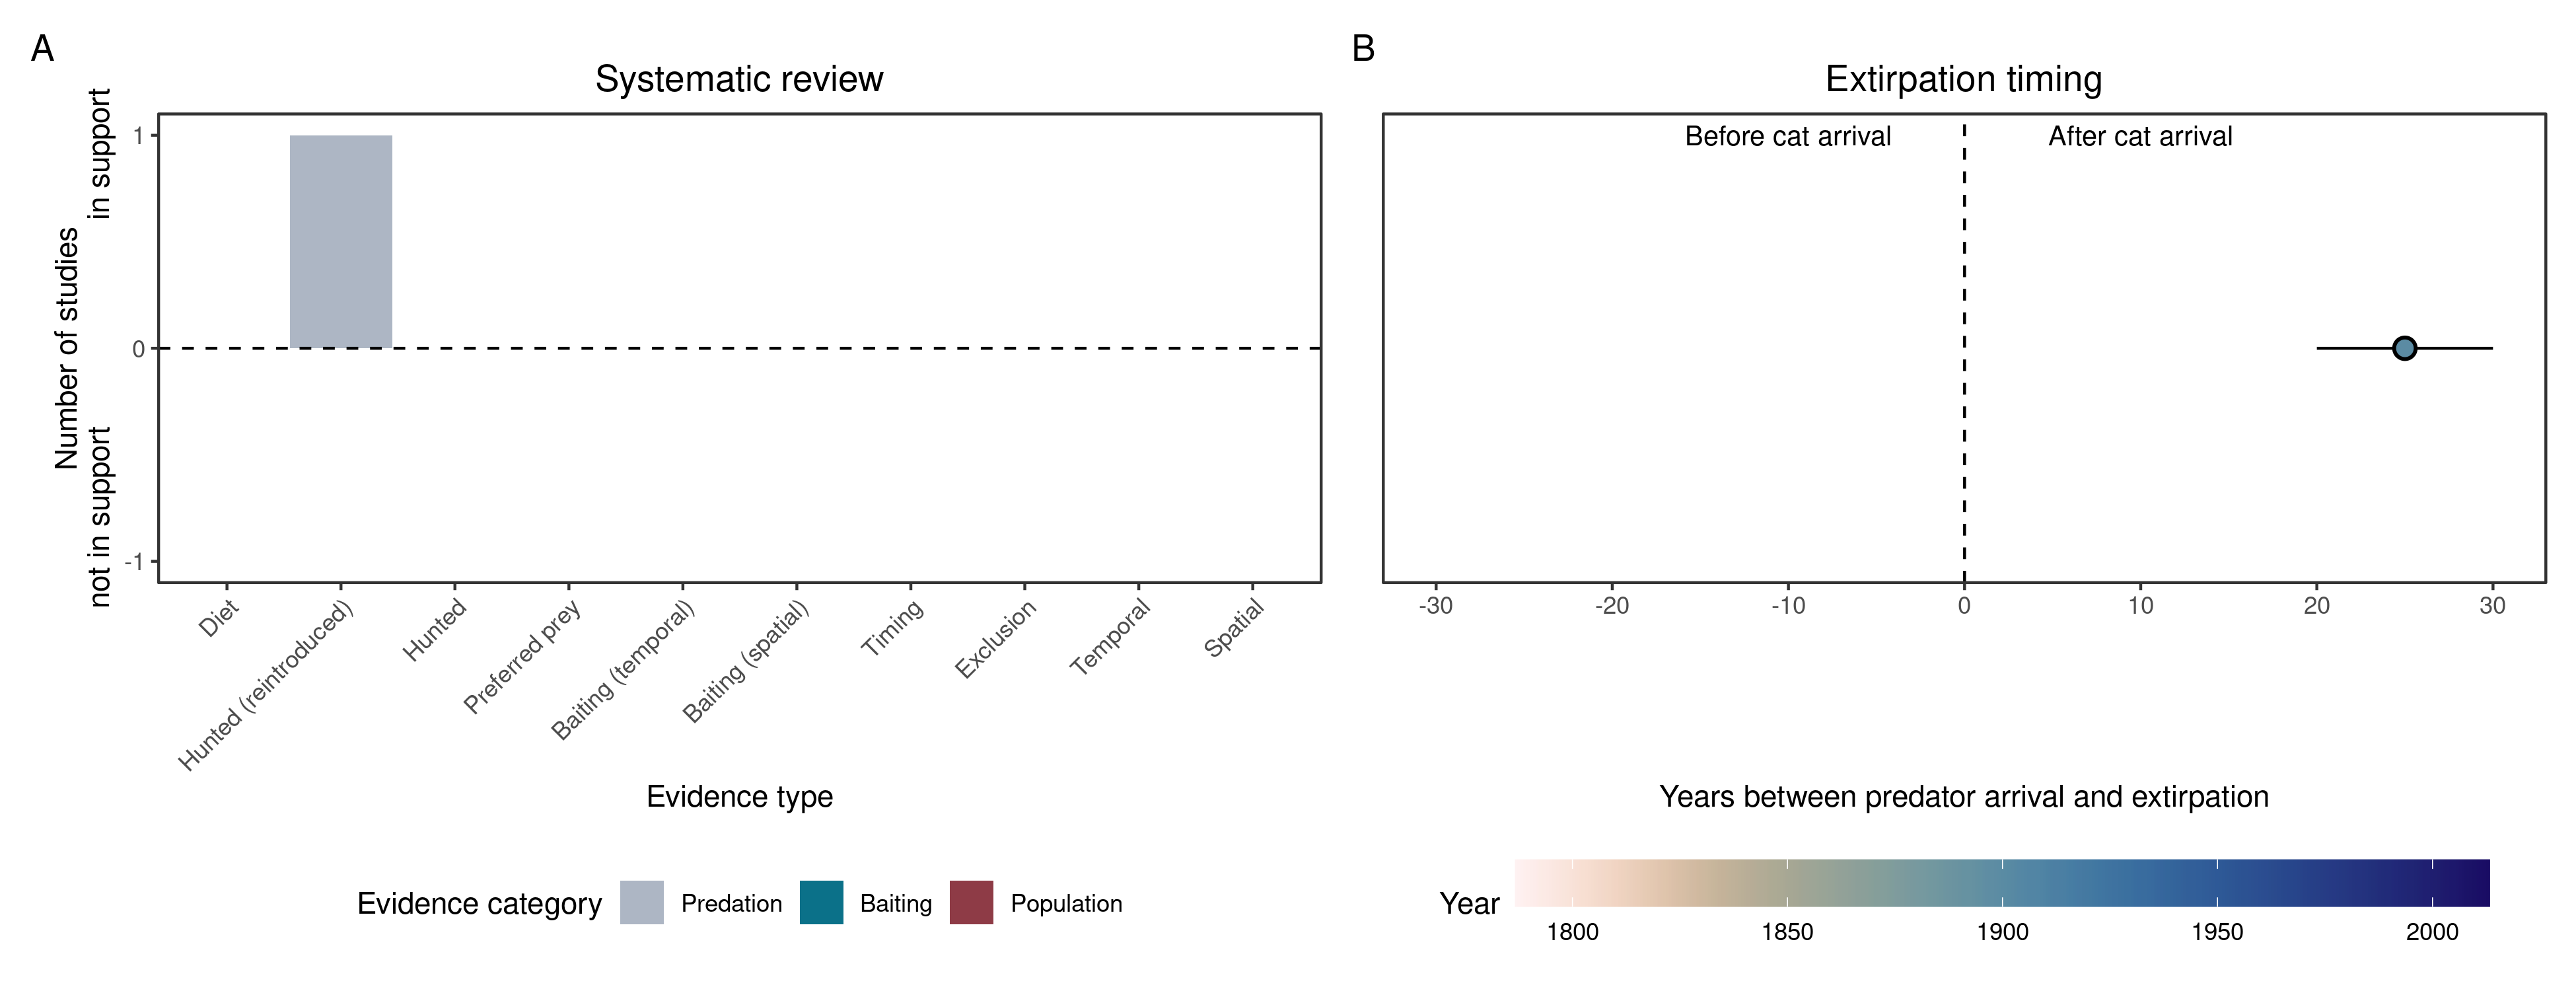 A
Systematic review
Number of studies
in support
not in support
1
0
-1
Diet
Hunted (reintroduced)
Hunted
Preferred prey
Baiting (temporal)
Baiting (spatial)
Timing
Exclusion
Temporal
Spatial
Evidence type
Evidence category
Predation
Baiting
Population
B
Extirpation timing
Before cat arrival
After cat arrival
-30
-20
-10
0
10
20
30
Years between predator arrival and extirpation
Year
1800
1850
1900
1950
2000